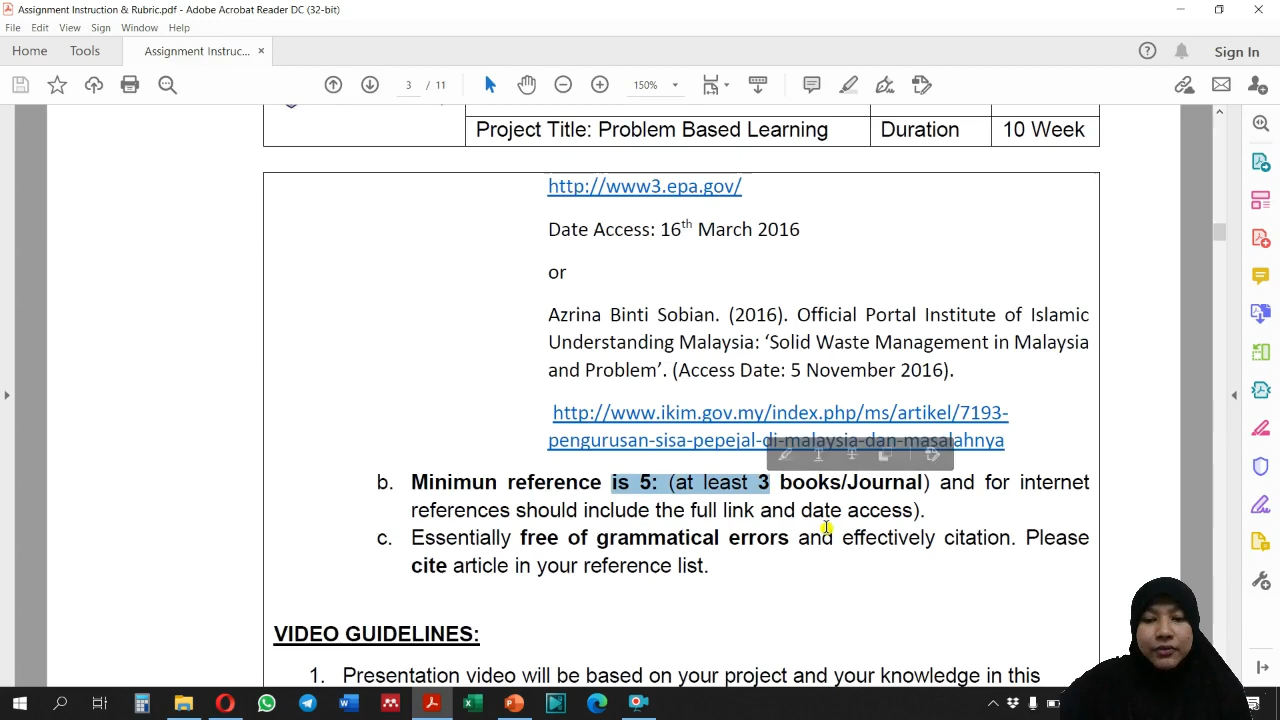 Assignment Instruction & Rubric.pdf - Adobe Acrobat Reader DC (32-bit)
File Edit View Sign Window Help
Home Tools Assignment Instruc... × Sign In
3 / 11 150%
Project Title: Problem Based Learning Duration 10 Week
http://www3.epa.gov/
Date Access: 16th March 2016
or
Azrina Binti Sobian. (2016). Official Portal Institute of Islamic
Understanding Malaysia: ‘Solid Waste Management in Malaysia
and Problem’. (Access Date: 5 November 2016).
http://www.ikim.gov.my/index.php/ms/artikel/7193-
pengurusan-sisa-pepejal-di-malaysia-dan-masalahnya
b. Minimun reference is 5: (at least 3 books/Journal) and for internet
references should include the full link and date access).
c. Essentially free of grammatical errors and effectively citation. Please
cite article in your reference list.
VIDEO GUIDELINES:
1. Presentation video will be based on your project and your knowledge in this